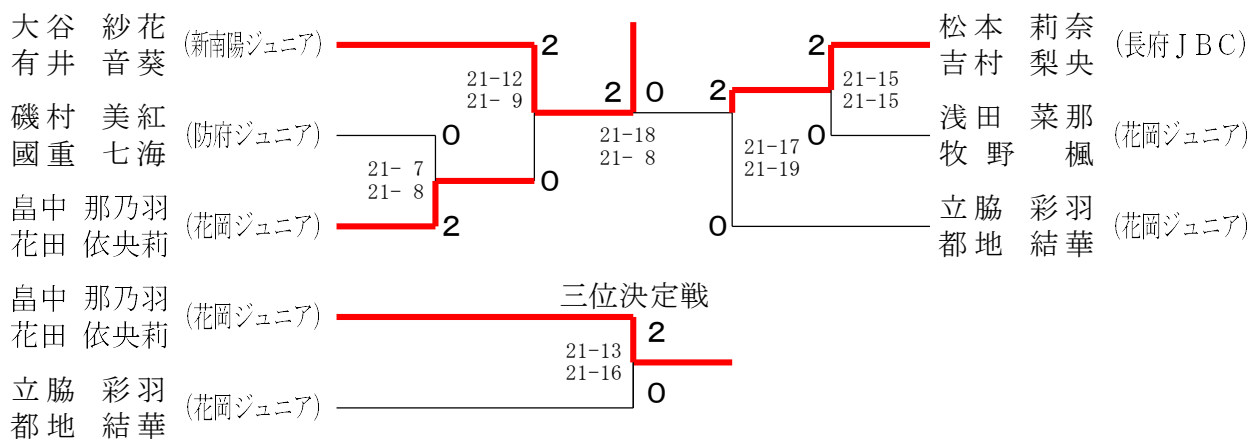 大谷 紗花
有井 音葵
(新南陽ジュニア)
2
21-12
21- 9
磯村 美紅
國重 七海
(防府ジュニア)
0
21- 7
21- 8
0
畠中 那乃羽
花田 依央莉
(花岡ジュニア)
2
2
0
21-18
21- 8
松本 莉奈
吉村 梨央
(長府JBC)
2
21-15
21-15
2
浅田 菜那
牧野 楓
(花岡ジュニア)
0
21-17
21-19
立脇 彩羽
都地 結華
(花岡ジュニア)
0
三位決定戦
畠中 那乃羽
花田 依央莉
(花岡ジュニア)
2
21-13
21-16
立脇 彩羽
都地 結華
(花岡ジュニア)
0